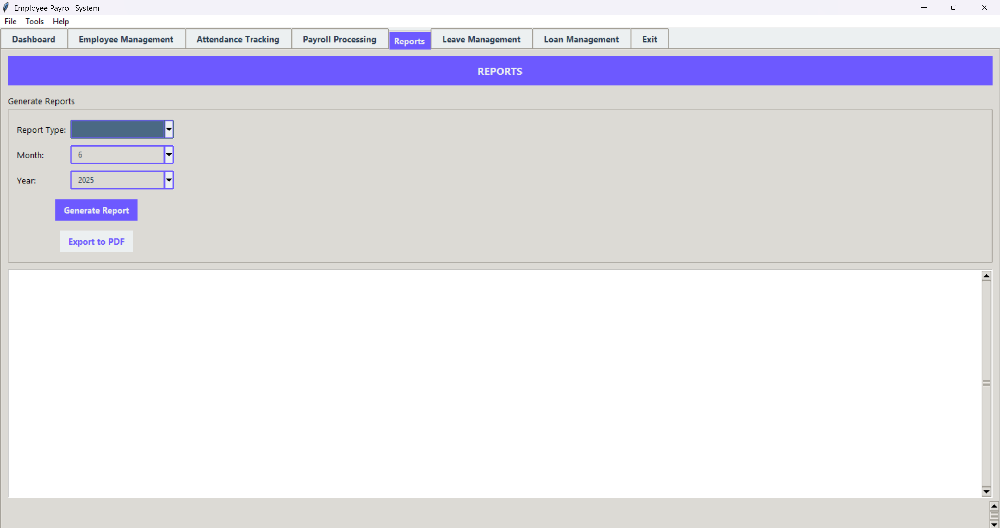 Employee Payroll System
File Tools Help
Dashboard Employee Management Attendance Tracking Payroll Processing Reports Leave Management Loan Management Exit
REPORTS
Generate Reports
Report Type:
Month: 6
Year: 2025
Generate Report
Export to PDF